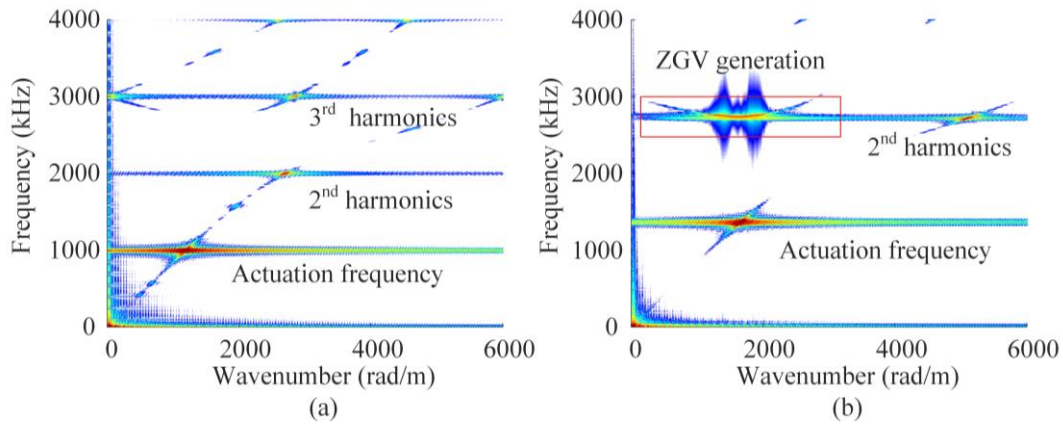 4000
3000
2000
1000
0
Frequency (kHz)
3rd harmonics
2nd harmonics
Actuation frequency
0 2000 4000 6000
Wavenumber (rad/m)
(a)
4000
3000
2000
1000
0
Frequency (kHz)
ZGV generation
2nd harmonics
Actuation frequency
0 2000 4000 6000
Wavenumber (rad/m)
(b)